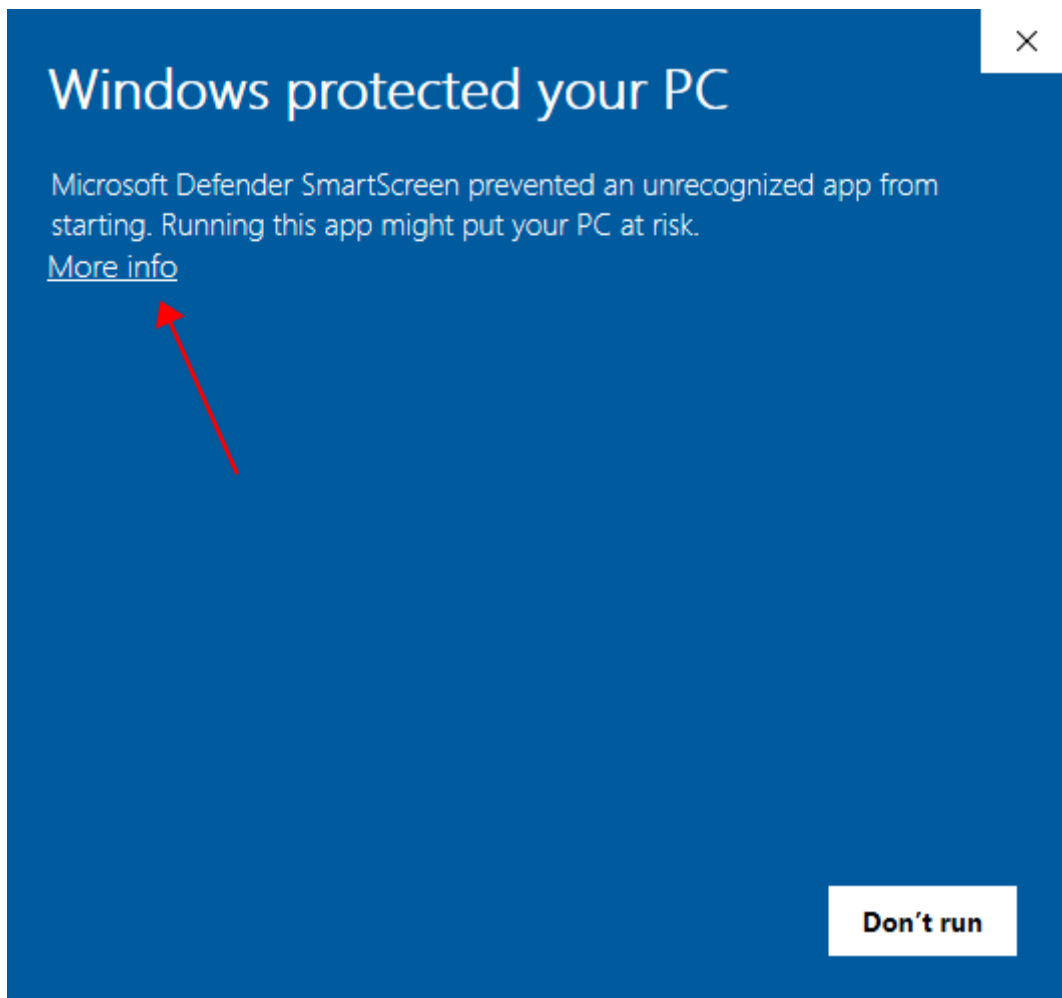 Windows protected your PC
Microsoft Defender SmartScreen prevented an unrecognized app from
starting. Running this app might put your PC at risk.
More info
Don’t run